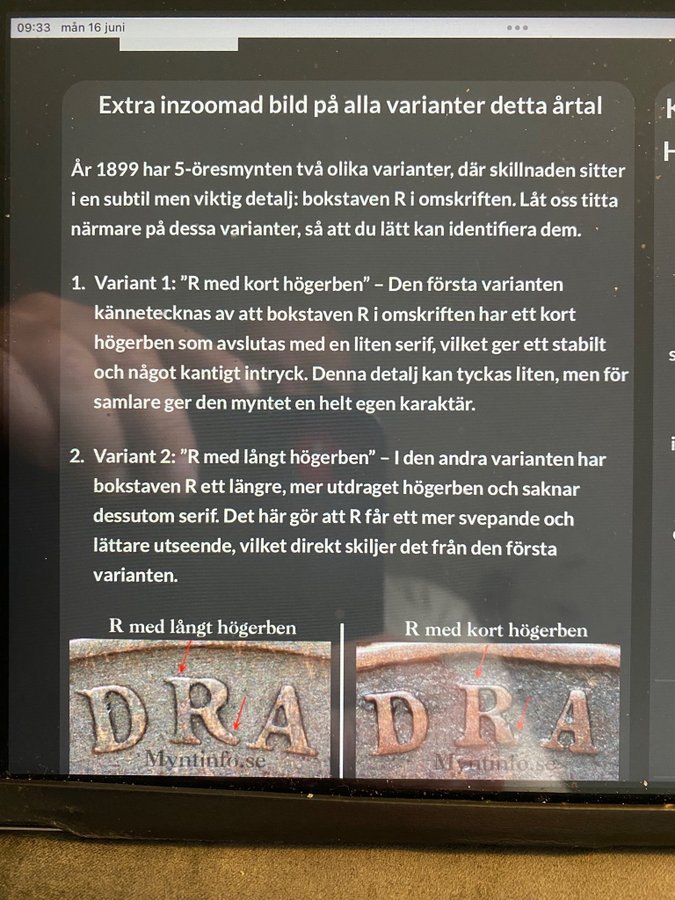 09:33 mån 16 juni
Extra inzoomad bild på alla varianter detta årtal
År 1899 har 5-öresmynten två olika varianter, där skillnaden sitter
i en subtil men viktig detalj: bokstaven R i omskriften. Låt oss titta
närmare på dessa varianter, så att du lätt kan identifiera dem.
1. Variant 1: ”R med kort högerben” – Den första varianten
kännetecknas av att bokstaven R i omskriften har ett kort
högerben som avslutas med en liten serif, vilket ger ett stabilt
och något kantigt intryck. Denna detalj kan tyckas liten, men för
samlare ger den myntet en helt egen karaktär.
2. Variant 2: ”R med långt högerben” – I den andra varianten har
bokstaven R ett längre, mer utdraget högerben och saknar
dessutom serif. Det här gör att R får ett mer svepande och
lättare utseende, vilket direkt skiljer det från den första
varianten.
R med långt högerben
R med kort högerben
DRA
DRA
Myntinfo.se
Myntinfo.se